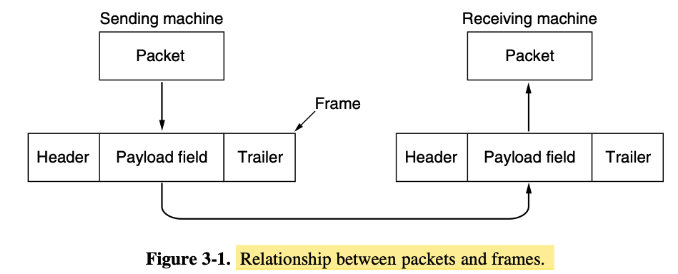 Sending machine
Receiving machine
Packet
Packet
Frame
Header
Payload field
Trailer
Header
Payload field
Trailer
Figure 3-1. Relationship between packets and frames.